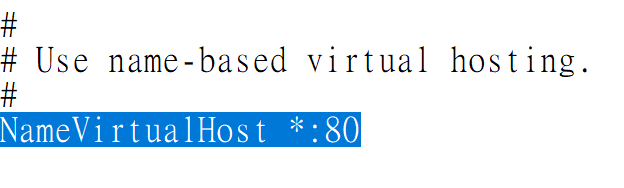 #
# Use name-based virtual hosting.
#
NameVirtualHost *:80